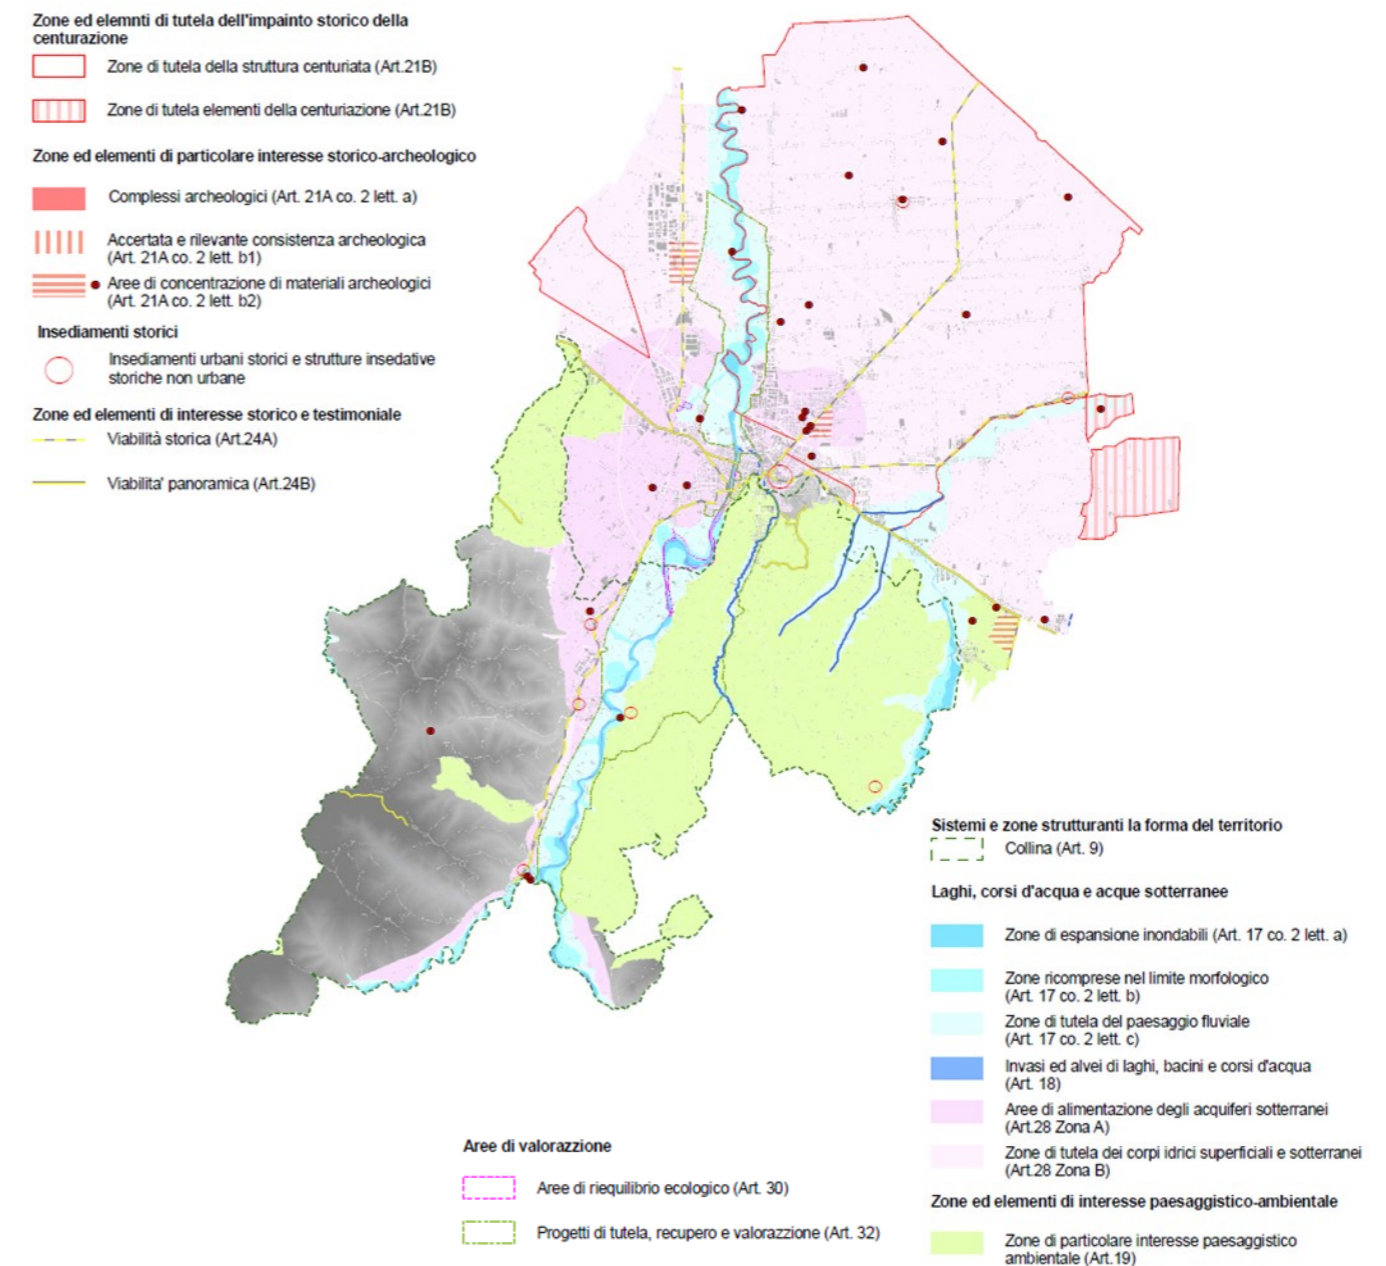 Zone ed elemnti di tutela dell'impainto storico della
centurazione
Zone di tutela della struttura centuriata (Art.21B)
Zone di tutela elementi della centuriazione (Art.21B)
Zone ed elementi di particolare interesse storico-archeologico
Complessi archeologici (Art. 21A co. 2 lett. a)
Accertata e rilevante consistenza archeologica
(Art. 21A co. 2 lett. b1)
Aree di concentrazione di materiali archeologici
(Art. 21A co. 2 lett. b2)
Insediamenti storici
Insediamenti urbani storici e strutture insedative
storiche non urbane
Zone ed elementi di interesse storico e testimoniale
Viabilità storica (Art.24A)
Viabilita' panoramica (Art.24B)
Sistemi e zone strutturanti la forma del territorio
Collina (Art. 9)
Laghi, corsi d'acqua e acque sotterranee
Zone di espansione inondabili (Art. 17 co. 2 lett. a)
Zone ricomprese nel limite morfologico
(Art. 17 co. 2 lett. b)
Zone di tutela del paesaggio fluviale
(Art. 17 co. 2 lett. c)
Invasi ed alvei di laghi, bacini e corsi d'acqua
(Art. 18)
Aree di alimentazione degli acquiferi sotterranei
(Art.28 Zona A)
Zone di tutela dei corpi idrici superficiali e sotterranei
(Art.28 Zona B)
Zone ed elementi di interesse paesaggistico-ambientale
Zone di particolare interesse paesaggistico
ambientale (Art.19)
Aree di valorazzione
Aree di riequilibrio ecologico (Art. 30)
Progetti di tutela, recupero e valorazzione (Art. 32)